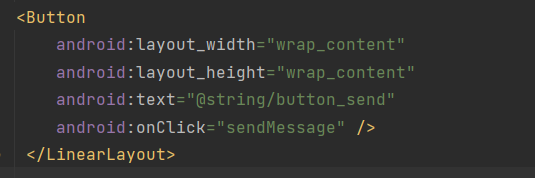 <Button
android:layout_width="wrap_content"
android:layout_height="wrap_content"
android:text="@string/button_send"
android:onClick="sendMessage" />
</LinearLayout>